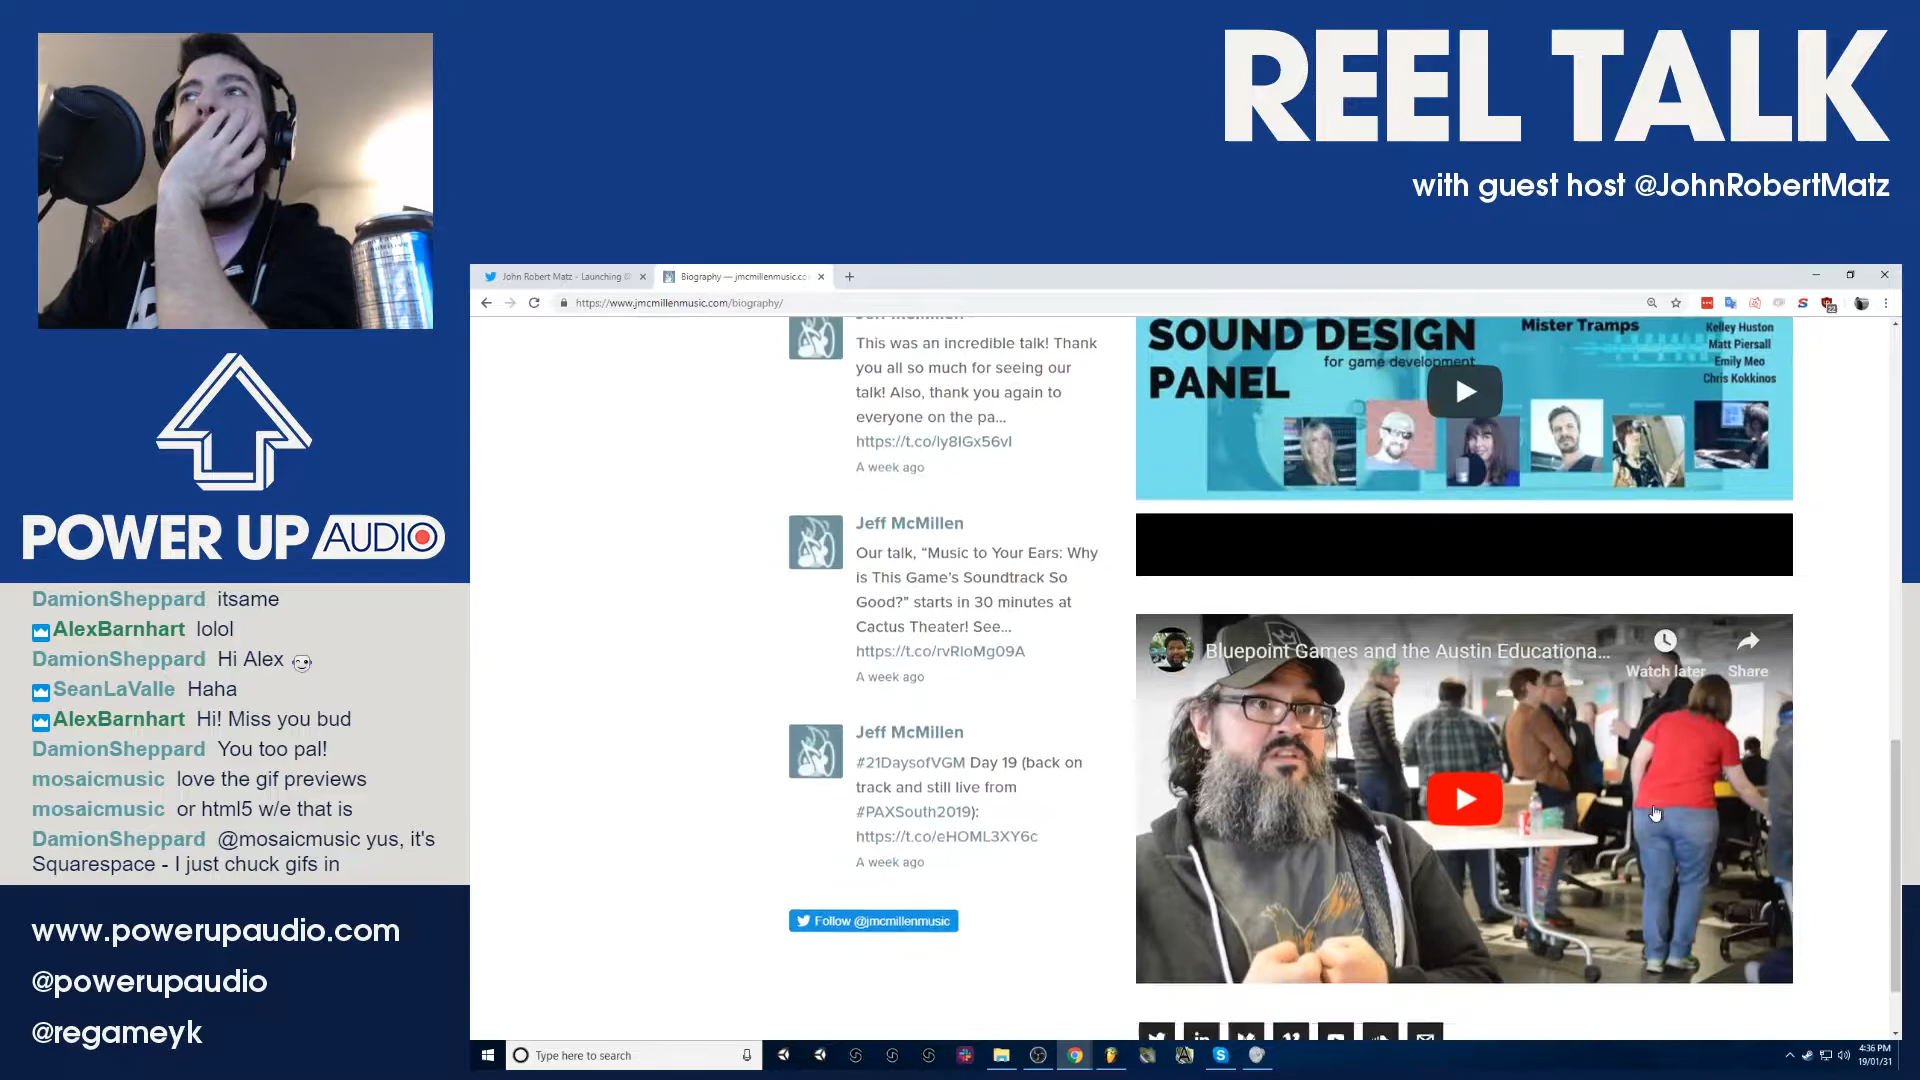 REEL TALK
with guest host @JohnRobertMatz
POWER UP AUDIO
DamionSheppard itsame
AlexBarnhart lolol
DamionSheppard Hi Alex
SeanLaValle Haha
AlexBarnhart Hi! Miss you bud
DamionSheppard You too pal!
mosaicmusic love the gif previews
mosaicmusic or html5 w/e that is
DamionSheppard @mosaicmusic yus, it's
Squarespace - I just chuck gifs in
www.powerupaudio.com
@powerupaudio
@regameyk
John Robert Matz - Launching
Biography — jmcmillenmusic.co
https://www.jmcmillenmusic.com/biography/
This was an incredible talk! Thank
you all so much for seeing our
talk! Also, thank you again to
everyone on the pa...
https://t.co/ly8IGx56vI
A week ago
Jeff McMillen
Our talk, “Music to Your Ears: Why
is This Game’s Soundtrack So
Good?” starts in 30 minutes at
Cactus Theater! See...
https://t.co/rvRIoMg09A
A week ago
Jeff McMillen
#21DaysofVGM Day 19 (back on
track and still live from
#PAXSouth2019):
https://t.co/eHOML3XY6c
A week ago
Follow @jmcmillenmusic
SOUND DESIGN
for game development
PANEL
Mister Tramps
Kelley Huston
Matt Piersall
Emily Meo
Chris Kokkinos
Bluepoint Games and the Austin Educationa...
Watch later
Share
Type here to search
4:36 PM
19/01/31